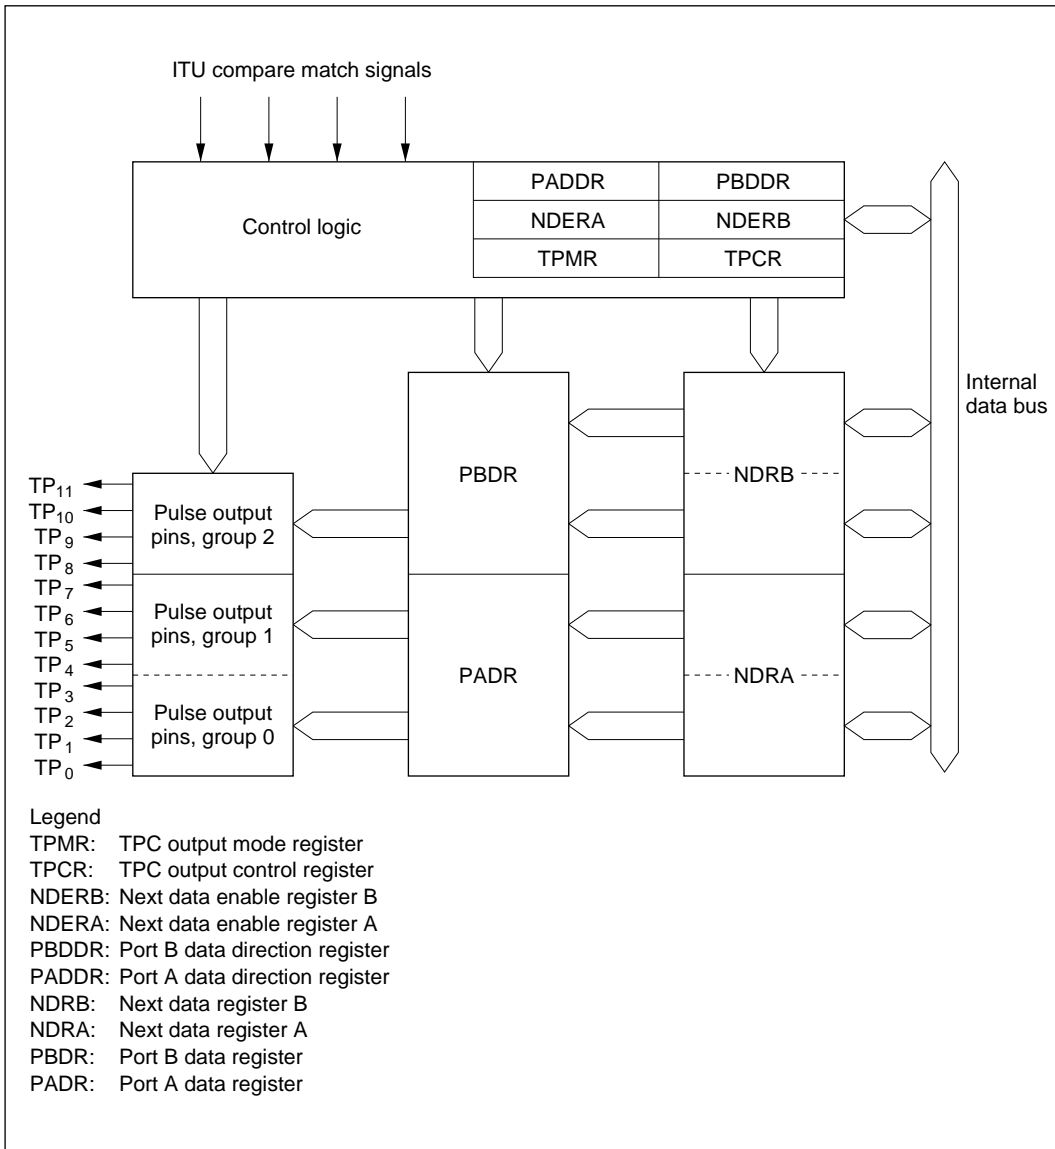 ITU compare match signals
Control logic
PADDR PBDDR
NDERA NDERB
TPMR TPCR
Internal
data bus
PBDR
NDRB
TP11
TP10
TP9
TP8
Pulse output
pins, group 2
TP7
TP6
TP5
TP4
Pulse output
pins, group 1
PADR
NDRA
TP3
TP2
TP1
TP0
Pulse output
pins, group 0
Legend
TPMR: TPC output mode register
TPCR: TPC output control register
NDERB: Next data enable register B
NDERA: Next data enable register A
PBDDR: Port B data direction register
PADDR: Port A data direction register
NDRB: Next data register B
NDRA: Next data register A
PBDR: Port B data register
PADR: Port A data register